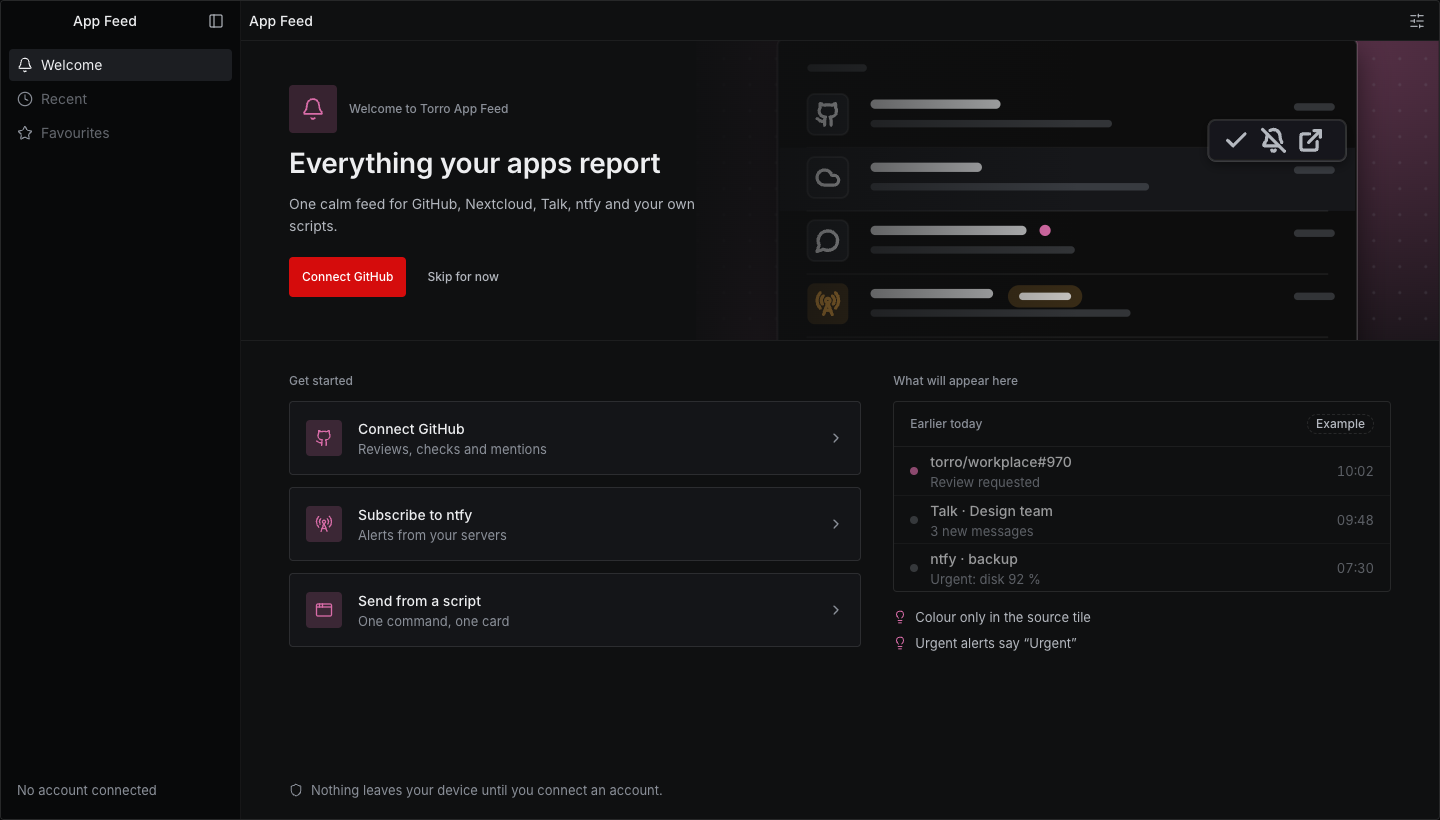 App Feed
App Feed
Welcome
Recent
Favourites
No account connected
Welcome to Torro App Feed
Everything your apps report
One calm feed for GitHub, Nextcloud, Talk, ntfy and your own
scripts.
Connect GitHub
Skip for now
Get started
Connect GitHub
Reviews, checks and mentions
Subscribe to ntfy
Alerts from your servers
Send from a script
One command, one card
What will appear here
Earlier today
Example
torro/workplace#970
Review requested
10:02
Talk · Design team
3 new messages
09:48
ntfy · backup
Urgent: disk 92 %
07:30
Colour only in the source tile
Urgent alerts say “Urgent”
Nothing leaves your device until you connect an account.